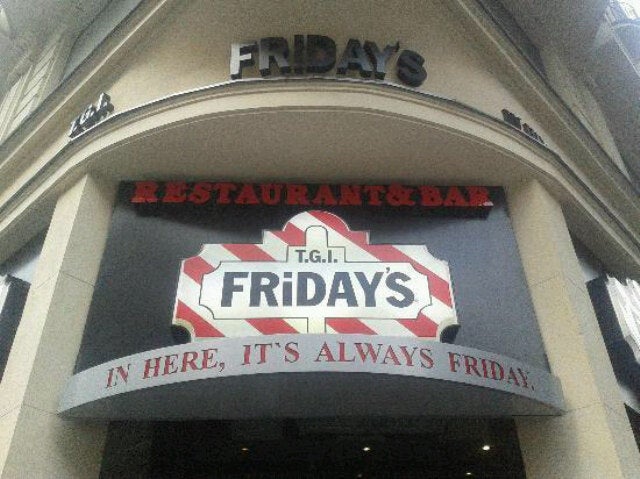 FRIDAY'S
T.G.I.
RESTAURANT & BAR
T.G.I.
FRiDAY'S
IN HERE, IT'S ALWAYS FRIDAY.